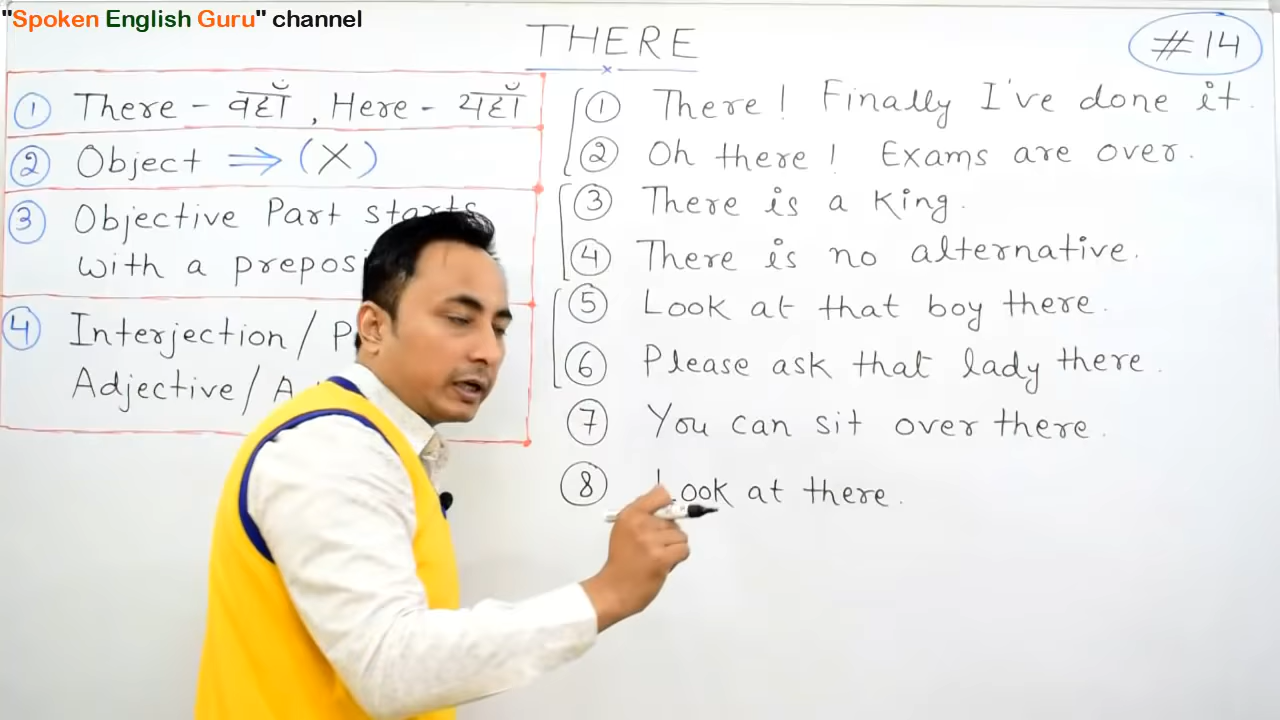 "Spoken English Guru" channel
THERE
#14
① There - वहाँ, Here - यहाँ
② Object ⇒ (X)
③ Objective Part starts
with a
④ Interjection /
Adjective /
① There! Finally I've done it.
② Oh there! Exams are over.
③ There is a King.
④ There is no alternative.
⑤ Look at that boy there.
⑥ Please ask that lady there.
⑦ You can sit over there.
⑧ Look at there.